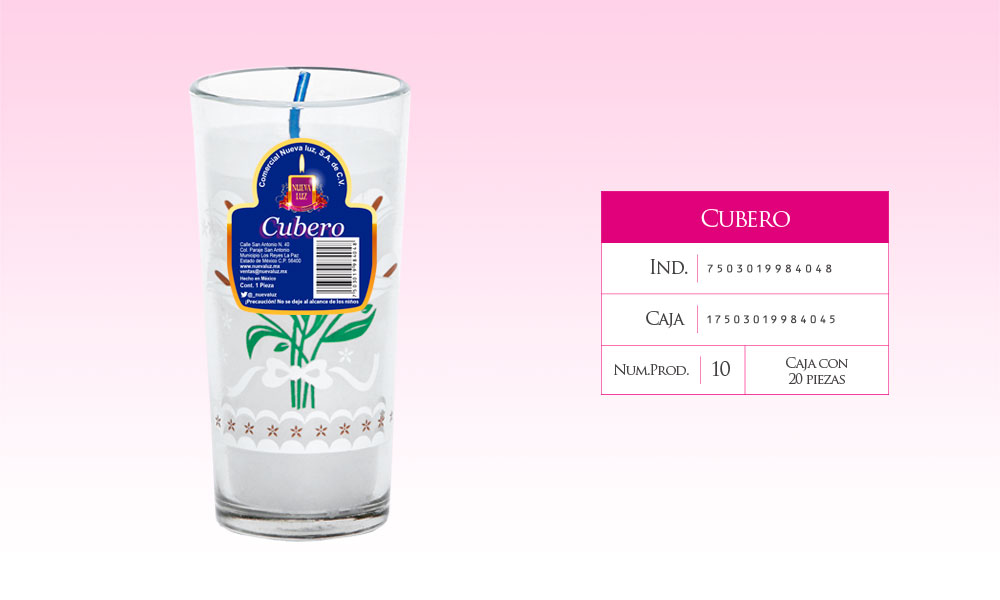 Comercial Nueva luz, S.A. de C.V.
NUEVA
LUZ
Cubero
Calle San Antonio N. 40
Col. Paraje San Antonio
Municipio Los Reyes La Paz
Estado de México C.P. 56400
www.nuevaluz.mx
ventas@nuevaluz.mx
Hecho en México
Cont. 1 Pieza
@_nuevaluz
7503019984048
¡Precaución! No se deje al alcance de los niños
CUBERO
IND. 7503019984048
CAJA 17503019984045
NUM.PROD. 10
CAJA CON
20 PIEZAS